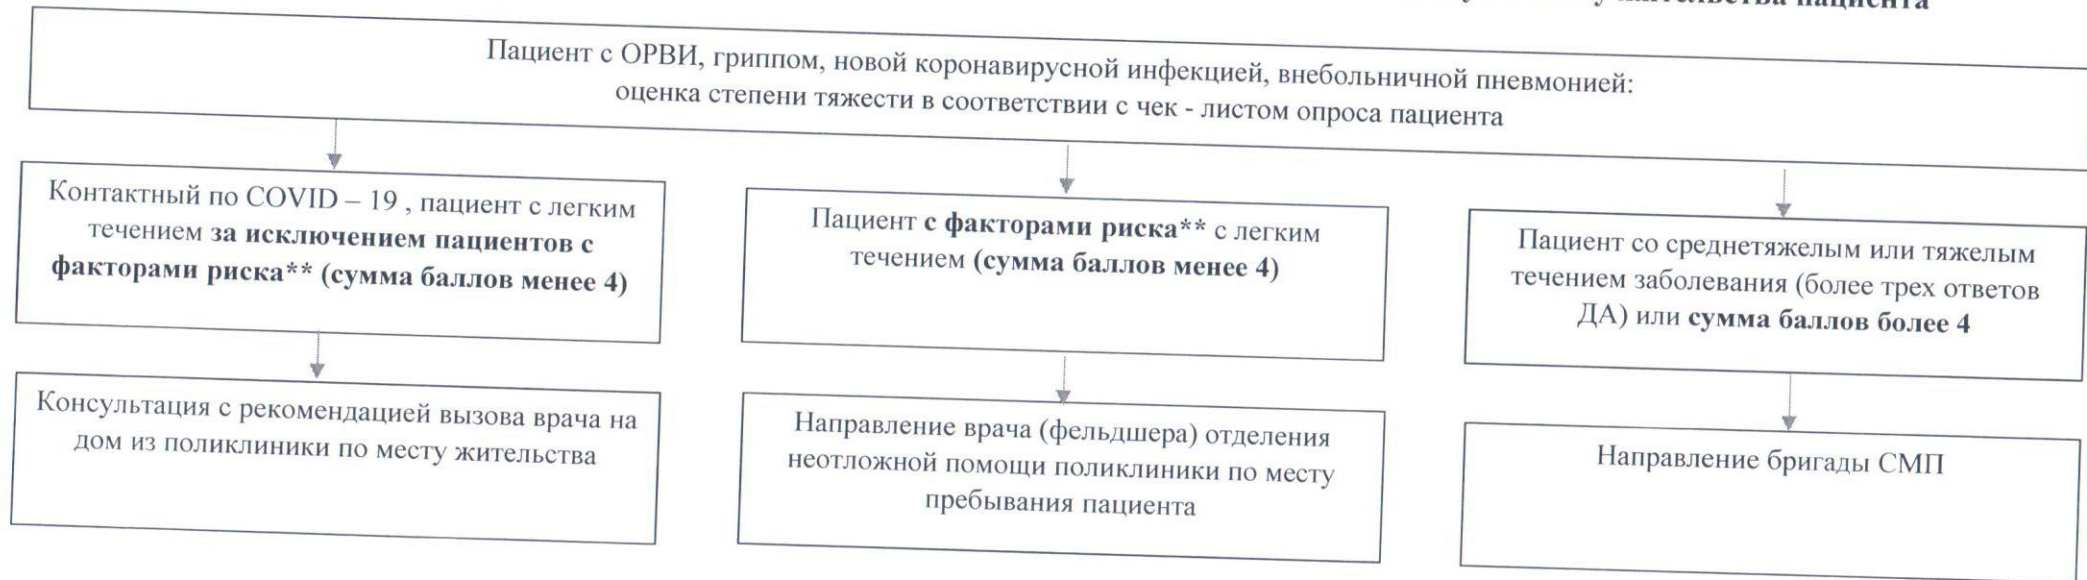 жительства пациента
Пациент с ОРВИ, гриппом, новой коронавирусной инфекцией, внебольничной пневмонией:
оценка степени тяжести в соответствии с чек - листом опроса пациента
Контактный по COVID – 19 , пациент с легким
течением за исключением пациентов с
факторами риска** (сумма баллов менее 4)
Пациент с факторами риска** с легким
течением (сумма баллов менее 4)
Пациент со среднетяжелым или тяжелым
течением заболевания (более трех ответов
ДА) или сумма баллов более 4
Консультация с рекомендацией вызова врача на
дом из поликлиники по месту жительства
Направление врача (фельдшера) отделения
неотложной помощи поликлиники по месту
пребывания пациента
Направление бригады СМП